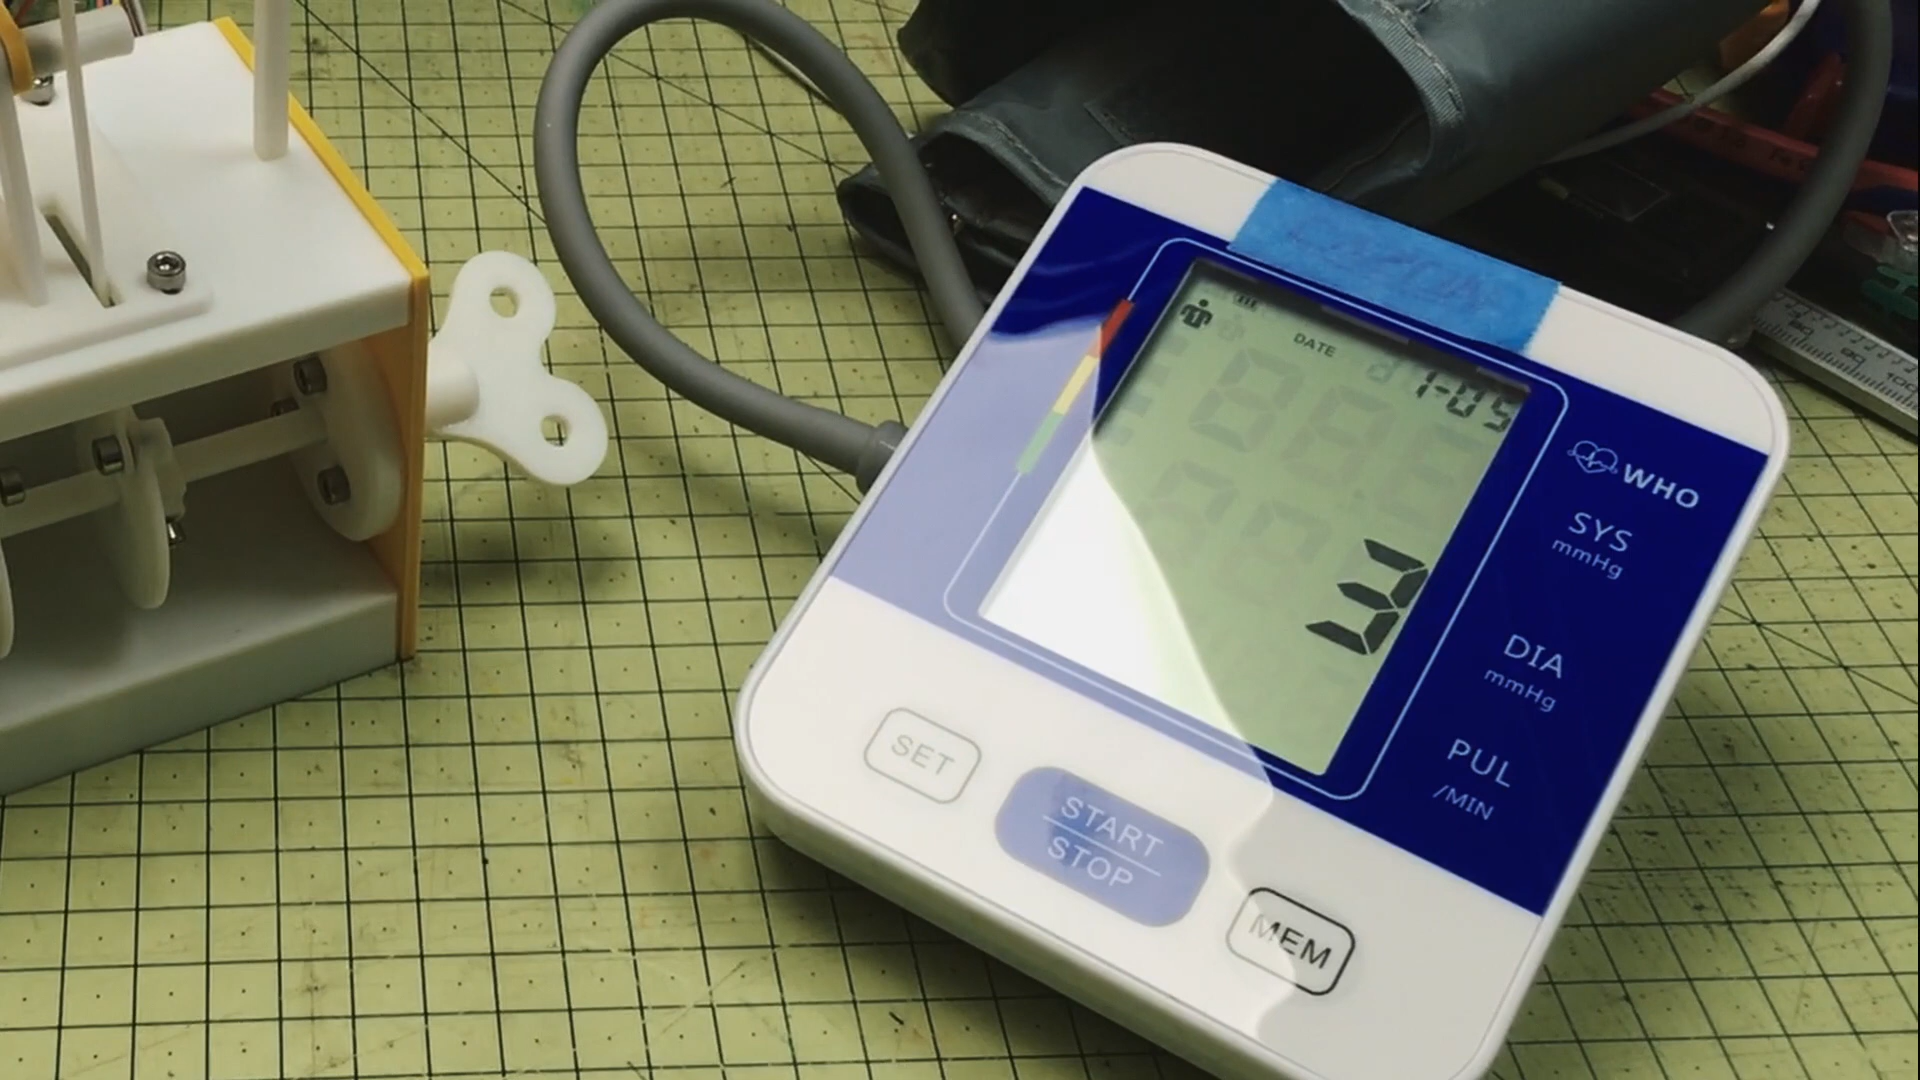 DATE
1-05
3
WHO
SYS
mmHg
DIA
mmHg
PUL
/MIN
SET
START
STOP
MEM